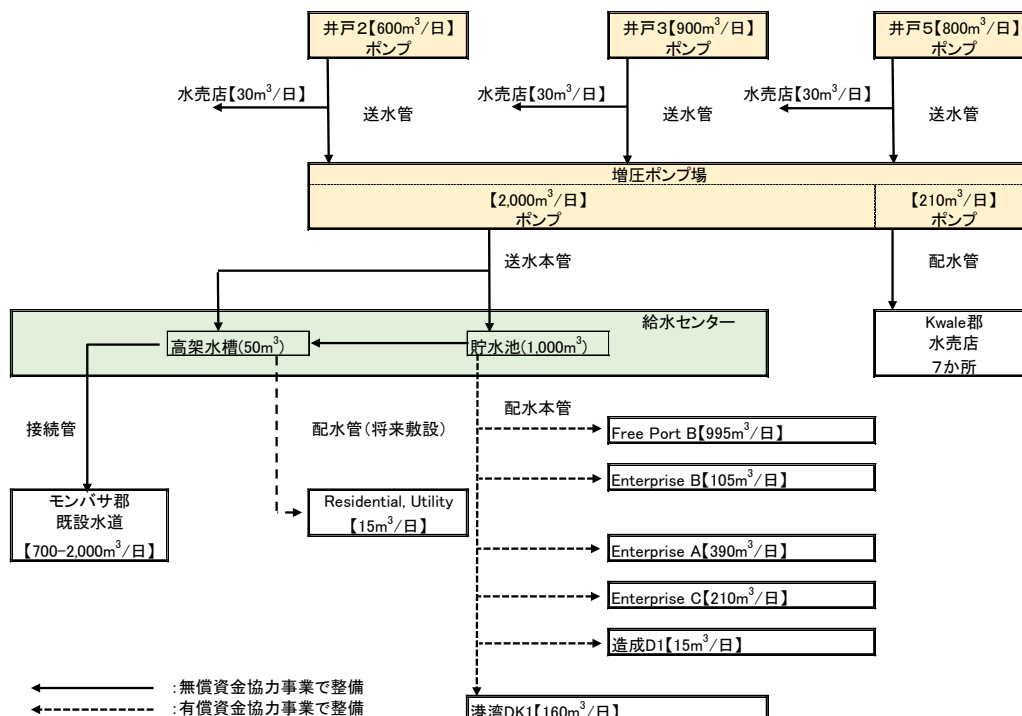 井戸2【600m³/日】
ポンプ
井戸3【900m³/日】
ポンプ
井戸5【800m³/日】
ポンプ
水売店【30m³/日】
送水管
水売店【30m³/日】
送水管
水売店【30m³/日】
送水管
増圧ポンプ場
【2,000m³/日】
ポンプ
【210m³/日】
ポンプ
送水本管
配水管
給水センター
高架水槽(50m³)
貯水池(1,000m³)
Kwale郡
水売店
7か所
接続管
配水管(将来敷設)
配水本管
Free Port B【995m³/日】
Enterprise B【105m³/日】
モンバサ郡
既設水道
【700-2,000m³/日】
Residential, Utility
【15m³/日】
Enterprise A【390m³/日】
Enterprise C【210m³/日】
造成D1【15m³/日】
港湾DK1【160m³/日】
:無償資金協力事業で整備
:有償資金協力事業で整備